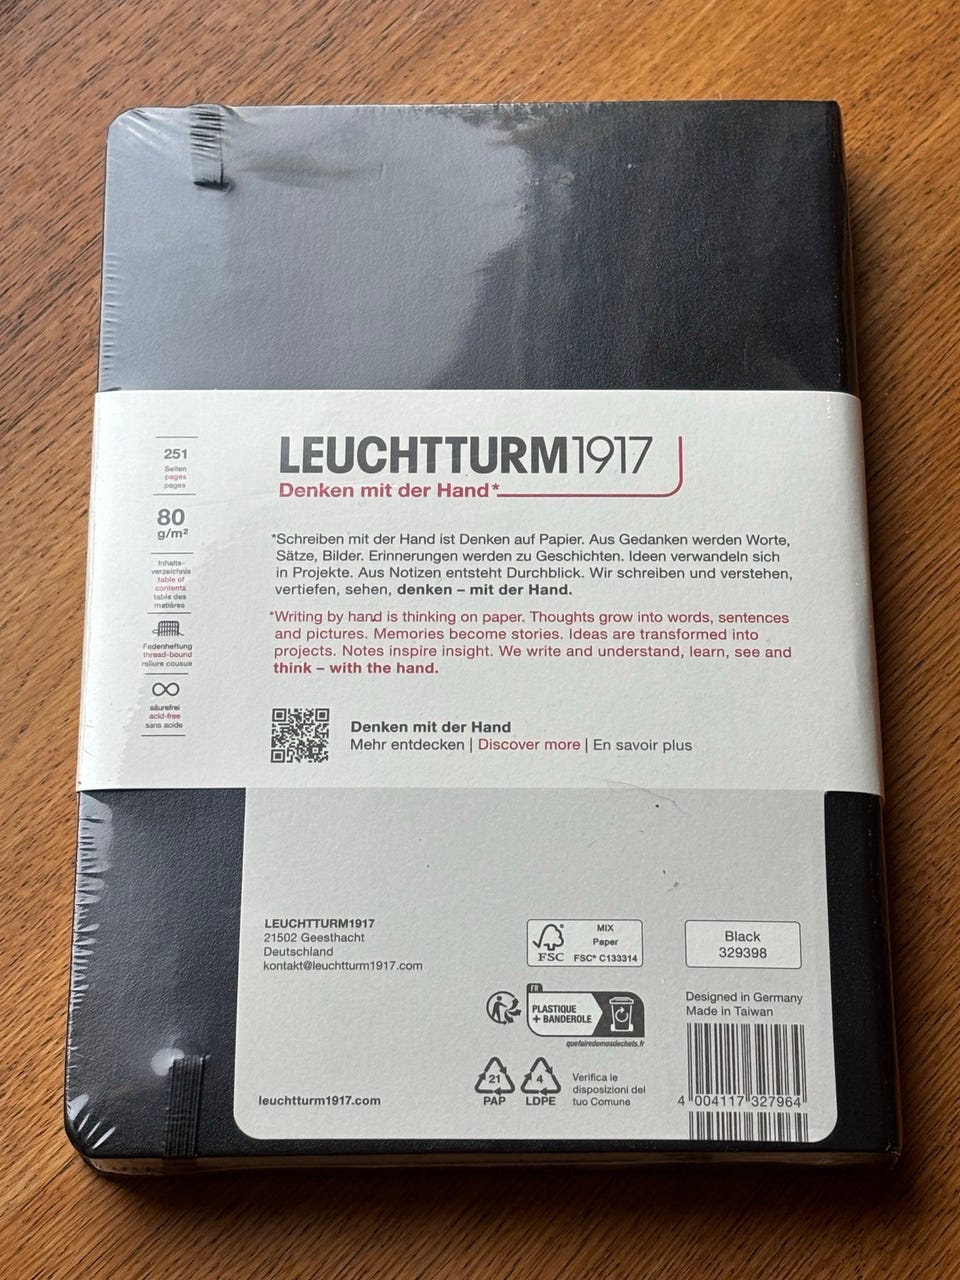 251
Seiten
pages
pages
80
g/m²
Inhalts-
verzeichnis
table of
contents
table des
matières
Fadenheftung
thread-bound
reliure cousue
säurefrei
acid-free
sans acide
LEUCHTTURM1917
Denken mit der Hand*
*Schreiben mit der Hand ist Denken auf Papier. Aus Gedanken werden Worte,
Sätze, Bilder. Erinnerungen werden zu Geschichten. Ideen verwandeln sich
in Projekte. Aus Notizen entsteht Durchblick. Wir schreiben und verstehen,
vertiefen, sehen, denken – mit der Hand.
*Writing by hand is thinking on paper. Thoughts grow into words, sentences
and pictures. Memories become stories. Ideas are transformed into
projects. Notes inspire insight. We write and understand, learn, see and
think – with the hand.
Denken mit der Hand
Mehr entdecken | Discover more | En savoir plus
LEUCHTTURM1917
21502 Geesthacht
Deutschland
kontakt@leuchtturm1917.com
leuchtturm1917.com
FSC
MIX
Paper
FSC® C133314
FR
PLASTIQUE
+ BANDEROLE
quefairedemesdechets.fr
21
PAP
4
LDPE
Verifica le
disposizioni del
tuo Comune
Black
329398
Designed in Germany
Made in Taiwan
4 004117 327964